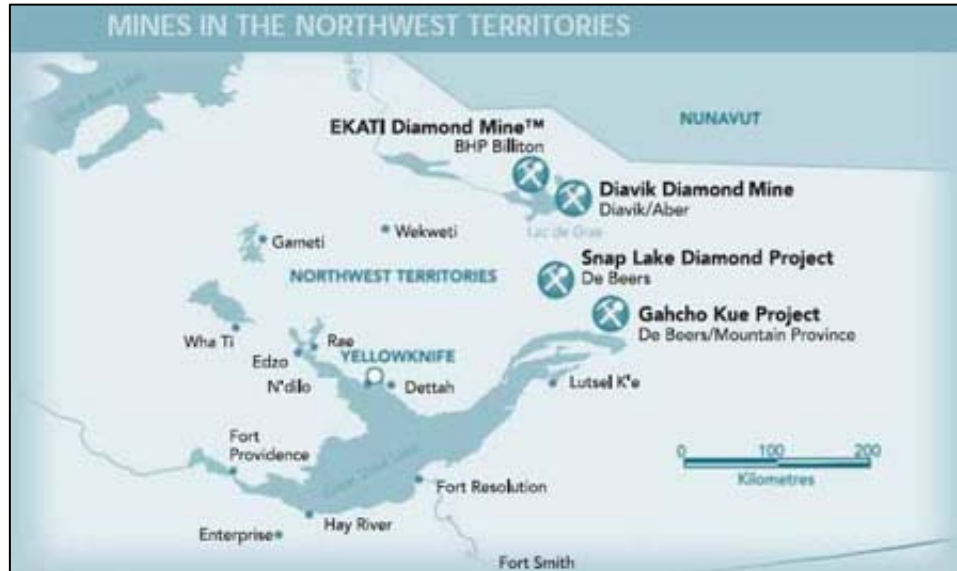 MINES IN THE NORTHWEST TERRITORIES
NUNAVUT
EKATI Diamond Mine™
BHP Billiton
Diavik Diamond Mine
Diavik/Aber
Lac de Gras
Wekweti
Gameti
Snap Lake Diamond Project
De Beers
NORTHWEST TERRITORIES
Gahcho Kue Project
De Beers/Mountain Province
Wha Ti
Rae
Edzo
YELLOWKNIFE
N'dilo
Dettah
Lutsel K'e
Fort
Providence
0 100 200
Kilometres
Great Slave Lake
Fort Resolution
Hay River
Enterprise
Fort Smith